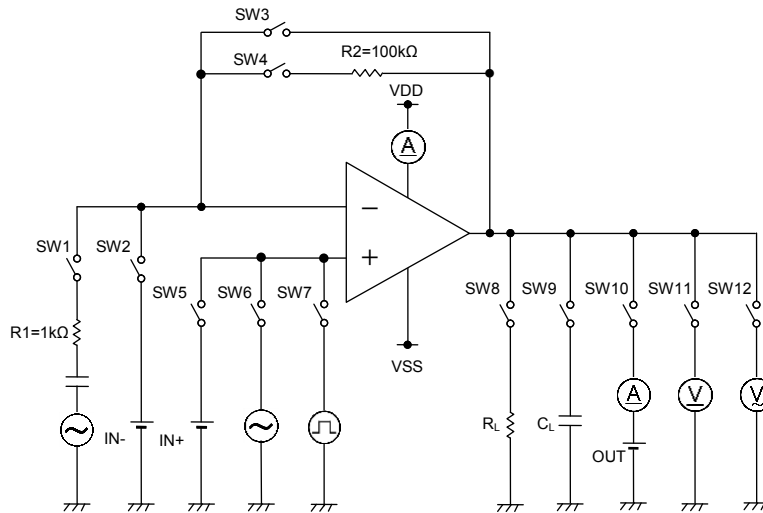 SW3
SW4
R2=100kΩ
VDD
A
SW1
SW2
−
+
SW5
SW6
SW7
SW8
SW9
SW10
SW11
SW12
R1=1kΩ
VSS
A
V
V
IN-
IN+
RL
CL
OUT